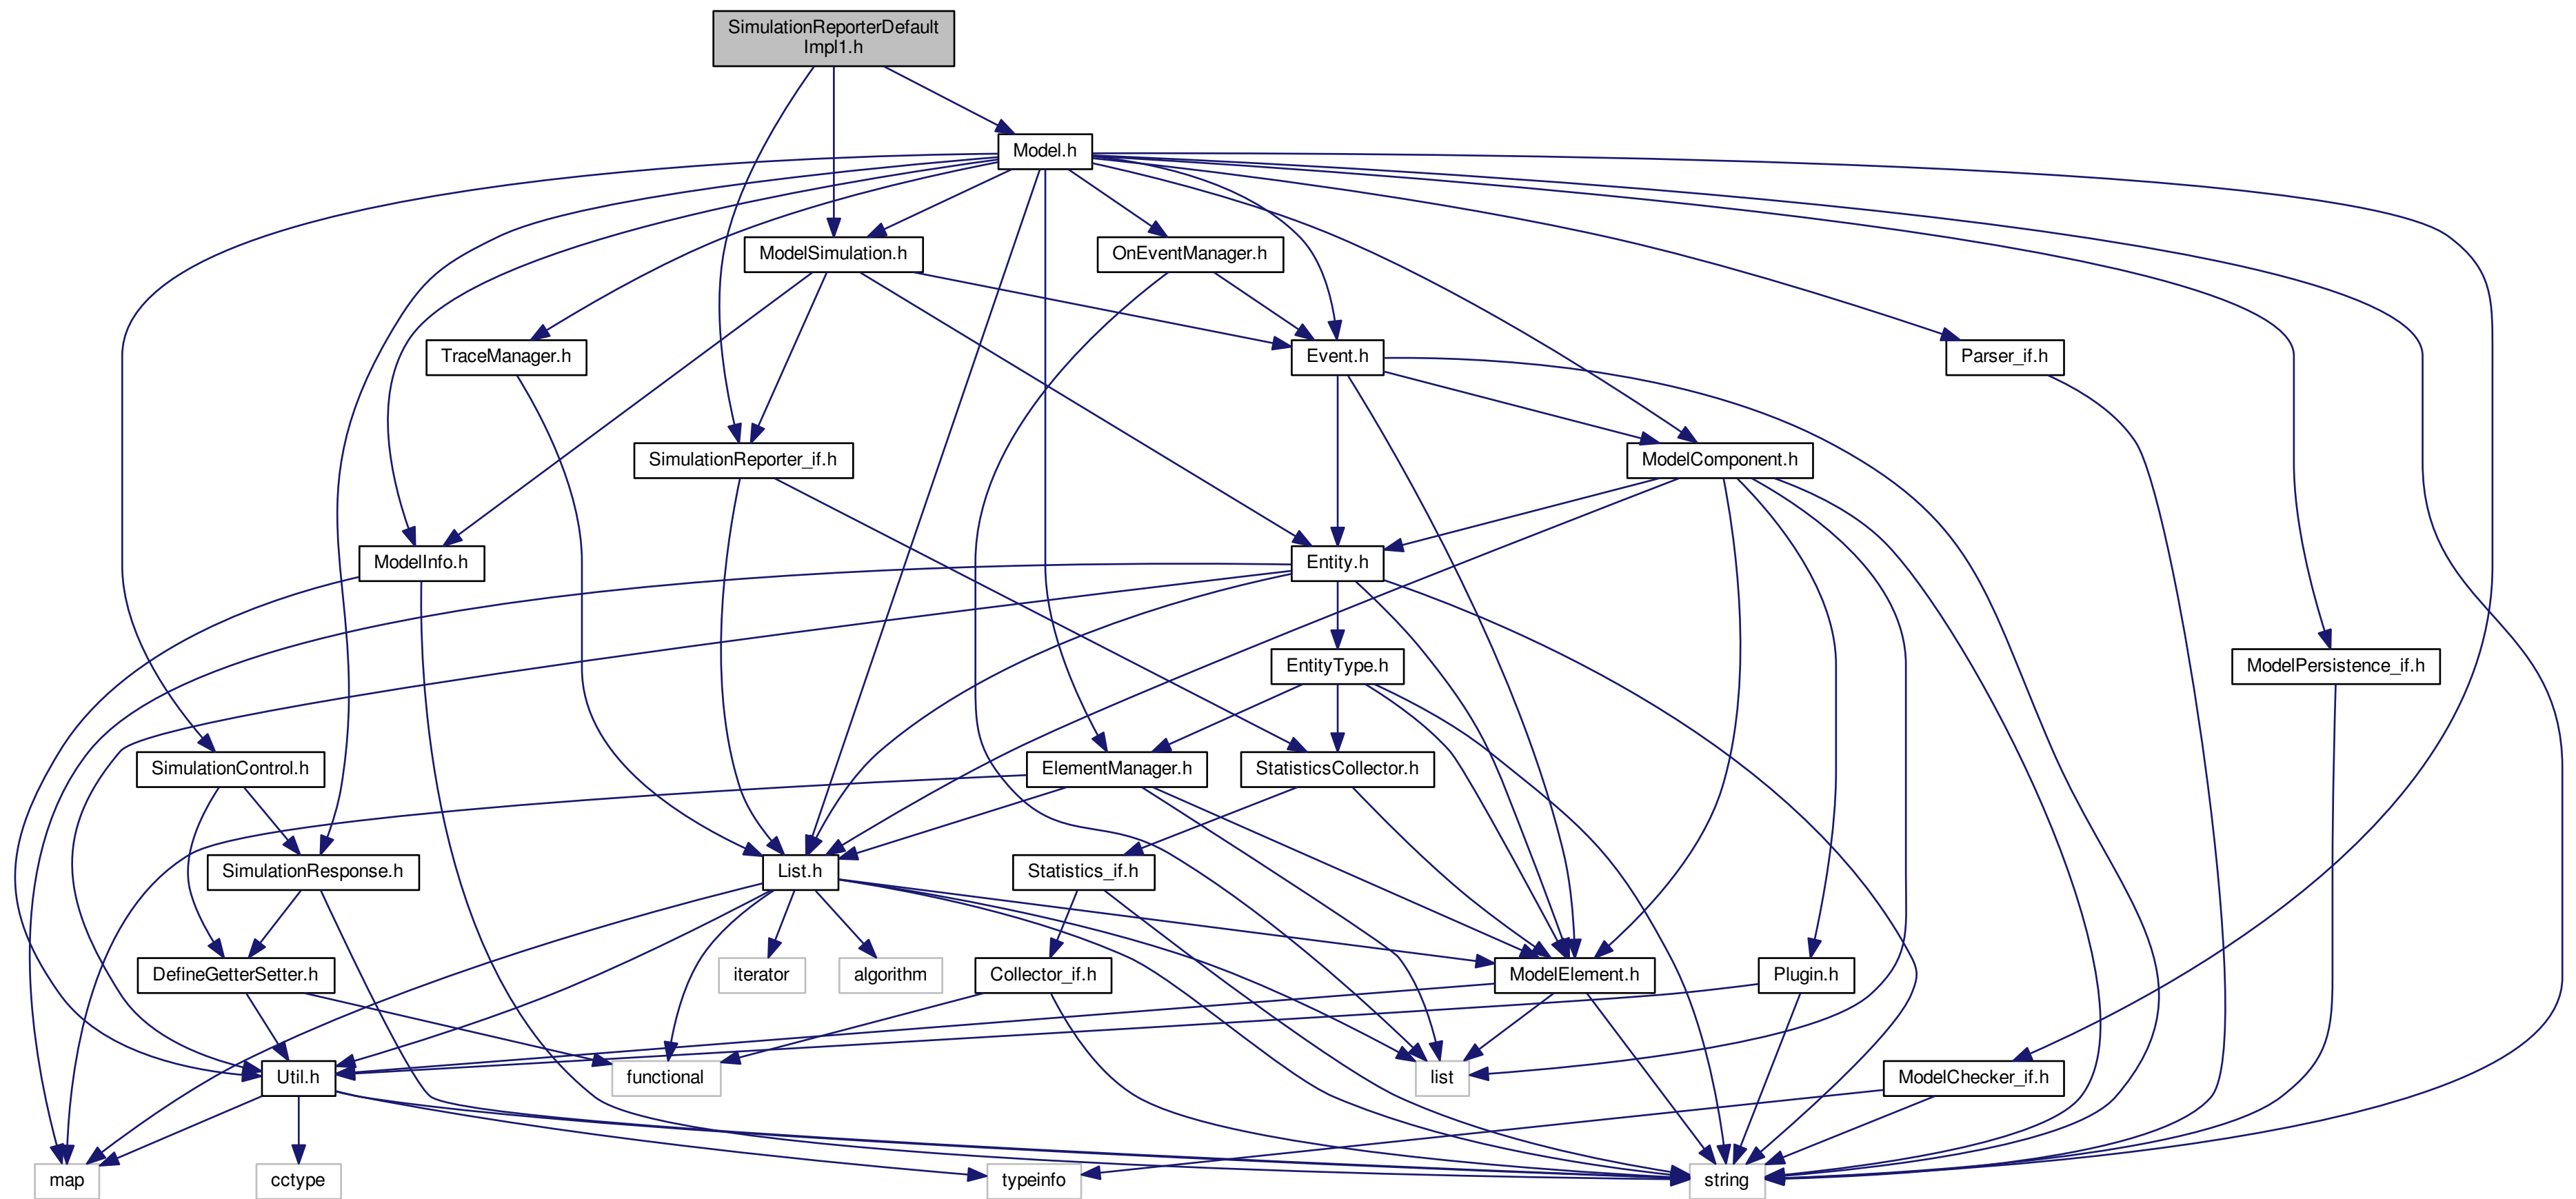 SimulationReporterDefault
Impl1.h
Model.h
ModelSimulation.h
OnEventManager.h
TraceManager.h
Event.h
Parser_if.h
SimulationReporter_if.h
ModelComponent.h
ModelInfo.h
Entity.h
EntityType.h
ModelPersistence_if.h
SimulationControl.h
ElementManager.h
StatisticsCollector.h
SimulationResponse.h
List.h
Statistics_if.h
DefineGetterSetter.h
iterator
algorithm
Collector_if.h
ModelElement.h
Plugin.h
Util.h
functional
list
ModelChecker_if.h
map
cctype
typeinfo
string